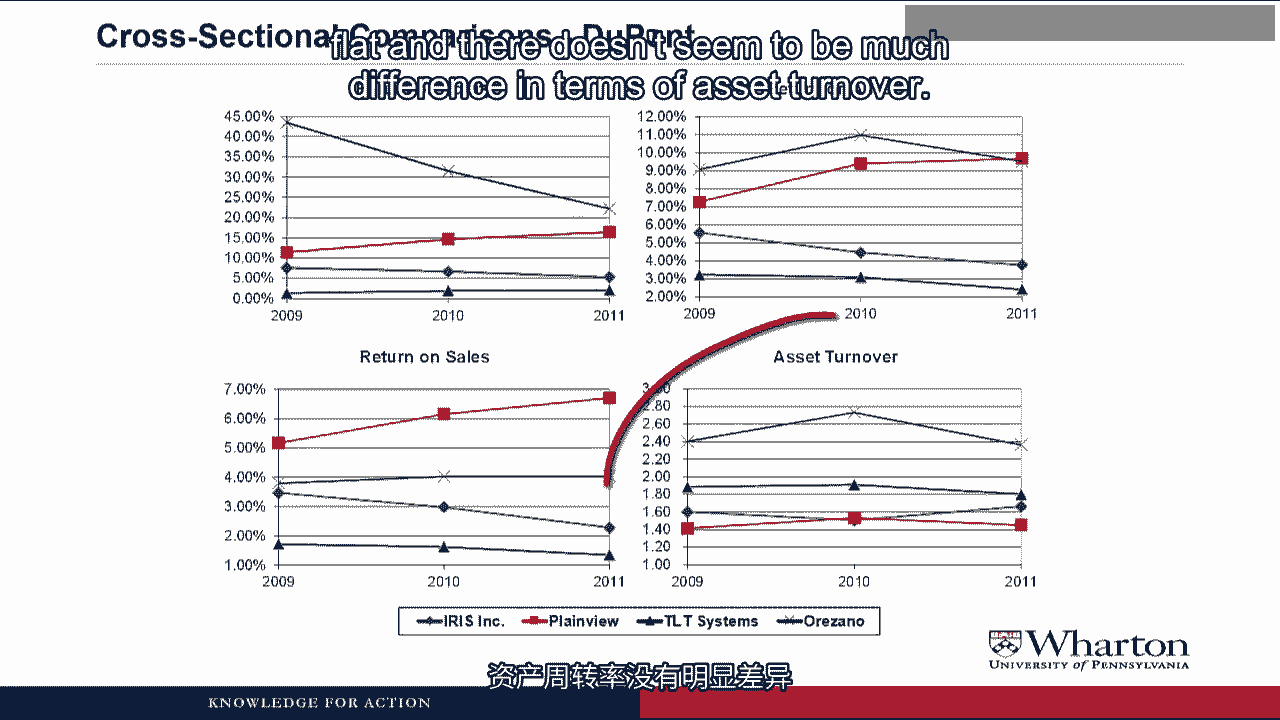 Cross-Sectional Comparisons - DuPont
flat and there doesn't seem to be much
difference in terms of asset turnover.
45.00%
40.00%
35.00%
30.00%
25.00%
20.00%
15.00%
10.00%
5.00%
0.00%
2009 2010 2011
12.00%
11.00%
10.00%
9.00%
8.00%
7.00%
6.00%
5.00%
4.00%
3.00%
2.00%
2009 2010 2011
Return on Sales
7.00%
6.00%
5.00%
4.00%
3.00%
2.00%
1.00%
2009 2010 2011
Asset Turnover
3.00
2.80
2.60
2.40
2.20
2.00
1.80
1.60
1.40
1.20
1.00
2009 2010 2011
IRIS Inc. Plainview TLT Systems Orezano
Wharton
UNIVERSITY of PENNSYLVANIA
资产周转率没有明显差异
KNOWLEDGE FOR ACTION